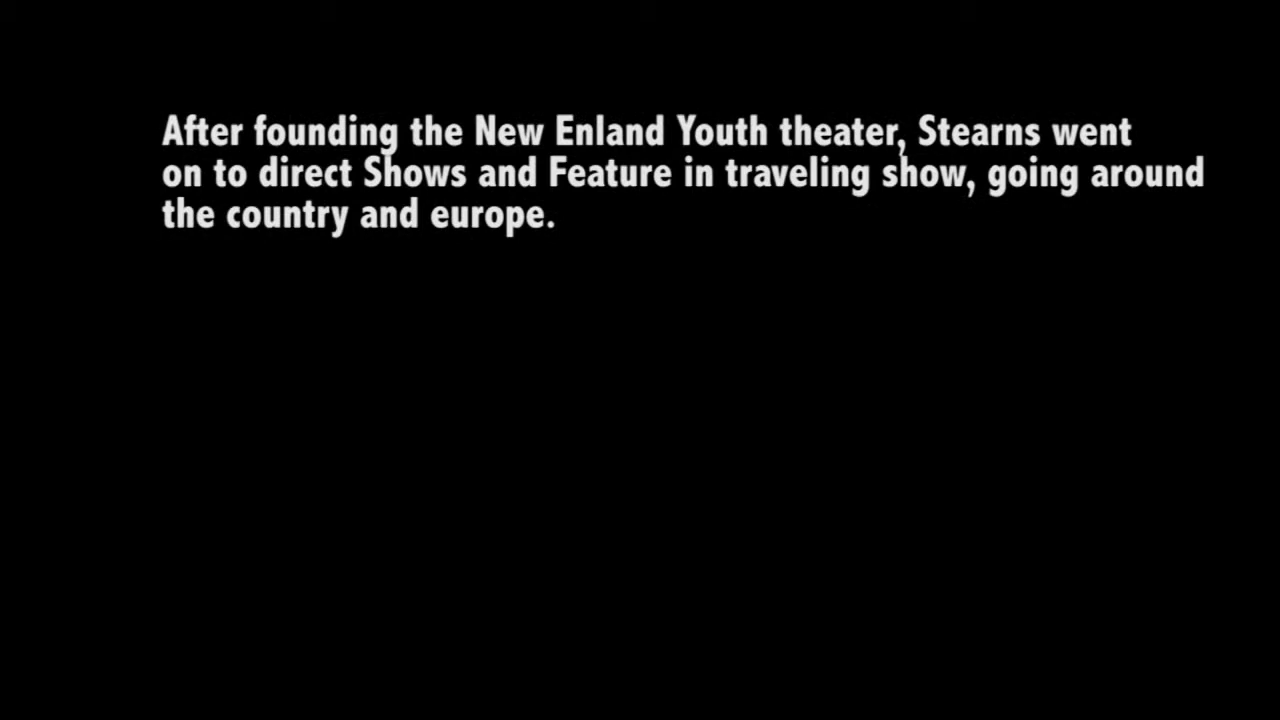 After founding the New Enland Youth theater, Stearns went
on to direct Shows and Feature in traveling show, going around
the country and europe.